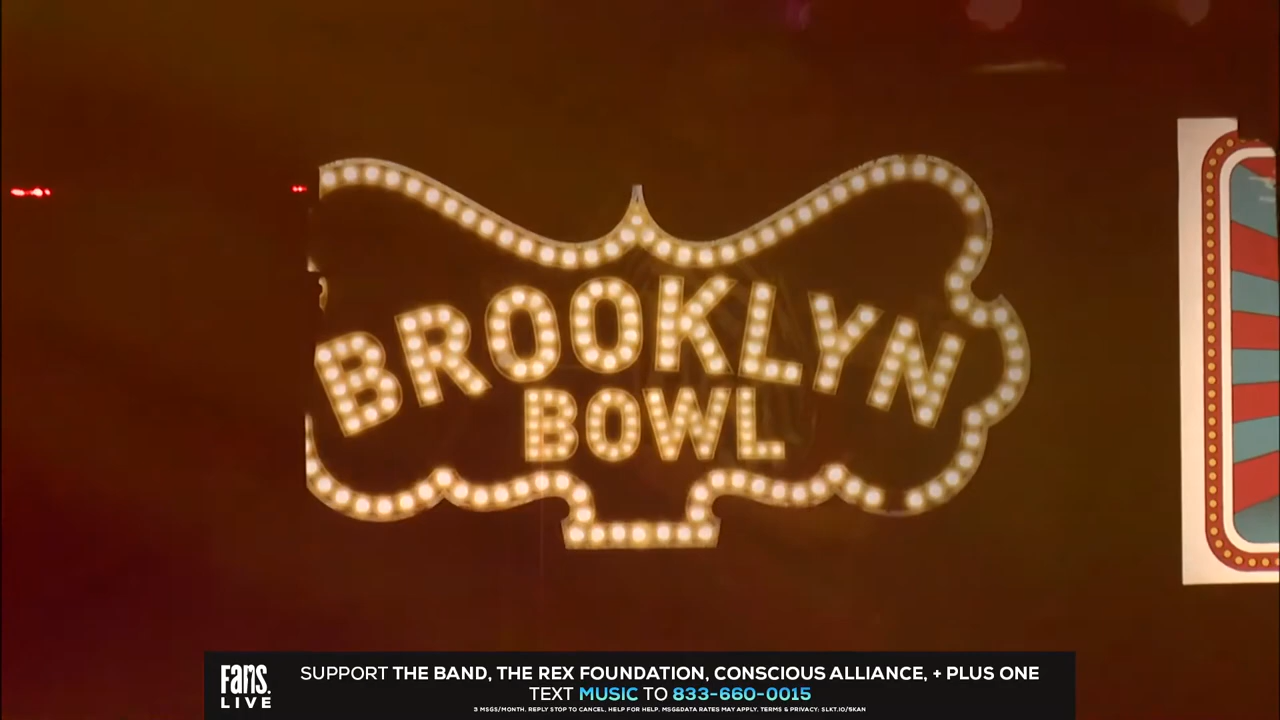 BROOKLYN
BOWL
Fans.
LIVE
SUPPORT THE BAND, THE REX FOUNDATION, CONSCIOUS ALLIANCE, + PLUS ONE
TEXT MUSIC TO 833-660-0015
3 MSGS/MONTH. REPLY STOP TO CANCEL, HELP FOR HELP. MSG&DATA RATES MAY APPLY. TERMS & PRIVACY: SLKT.IO/5KAN